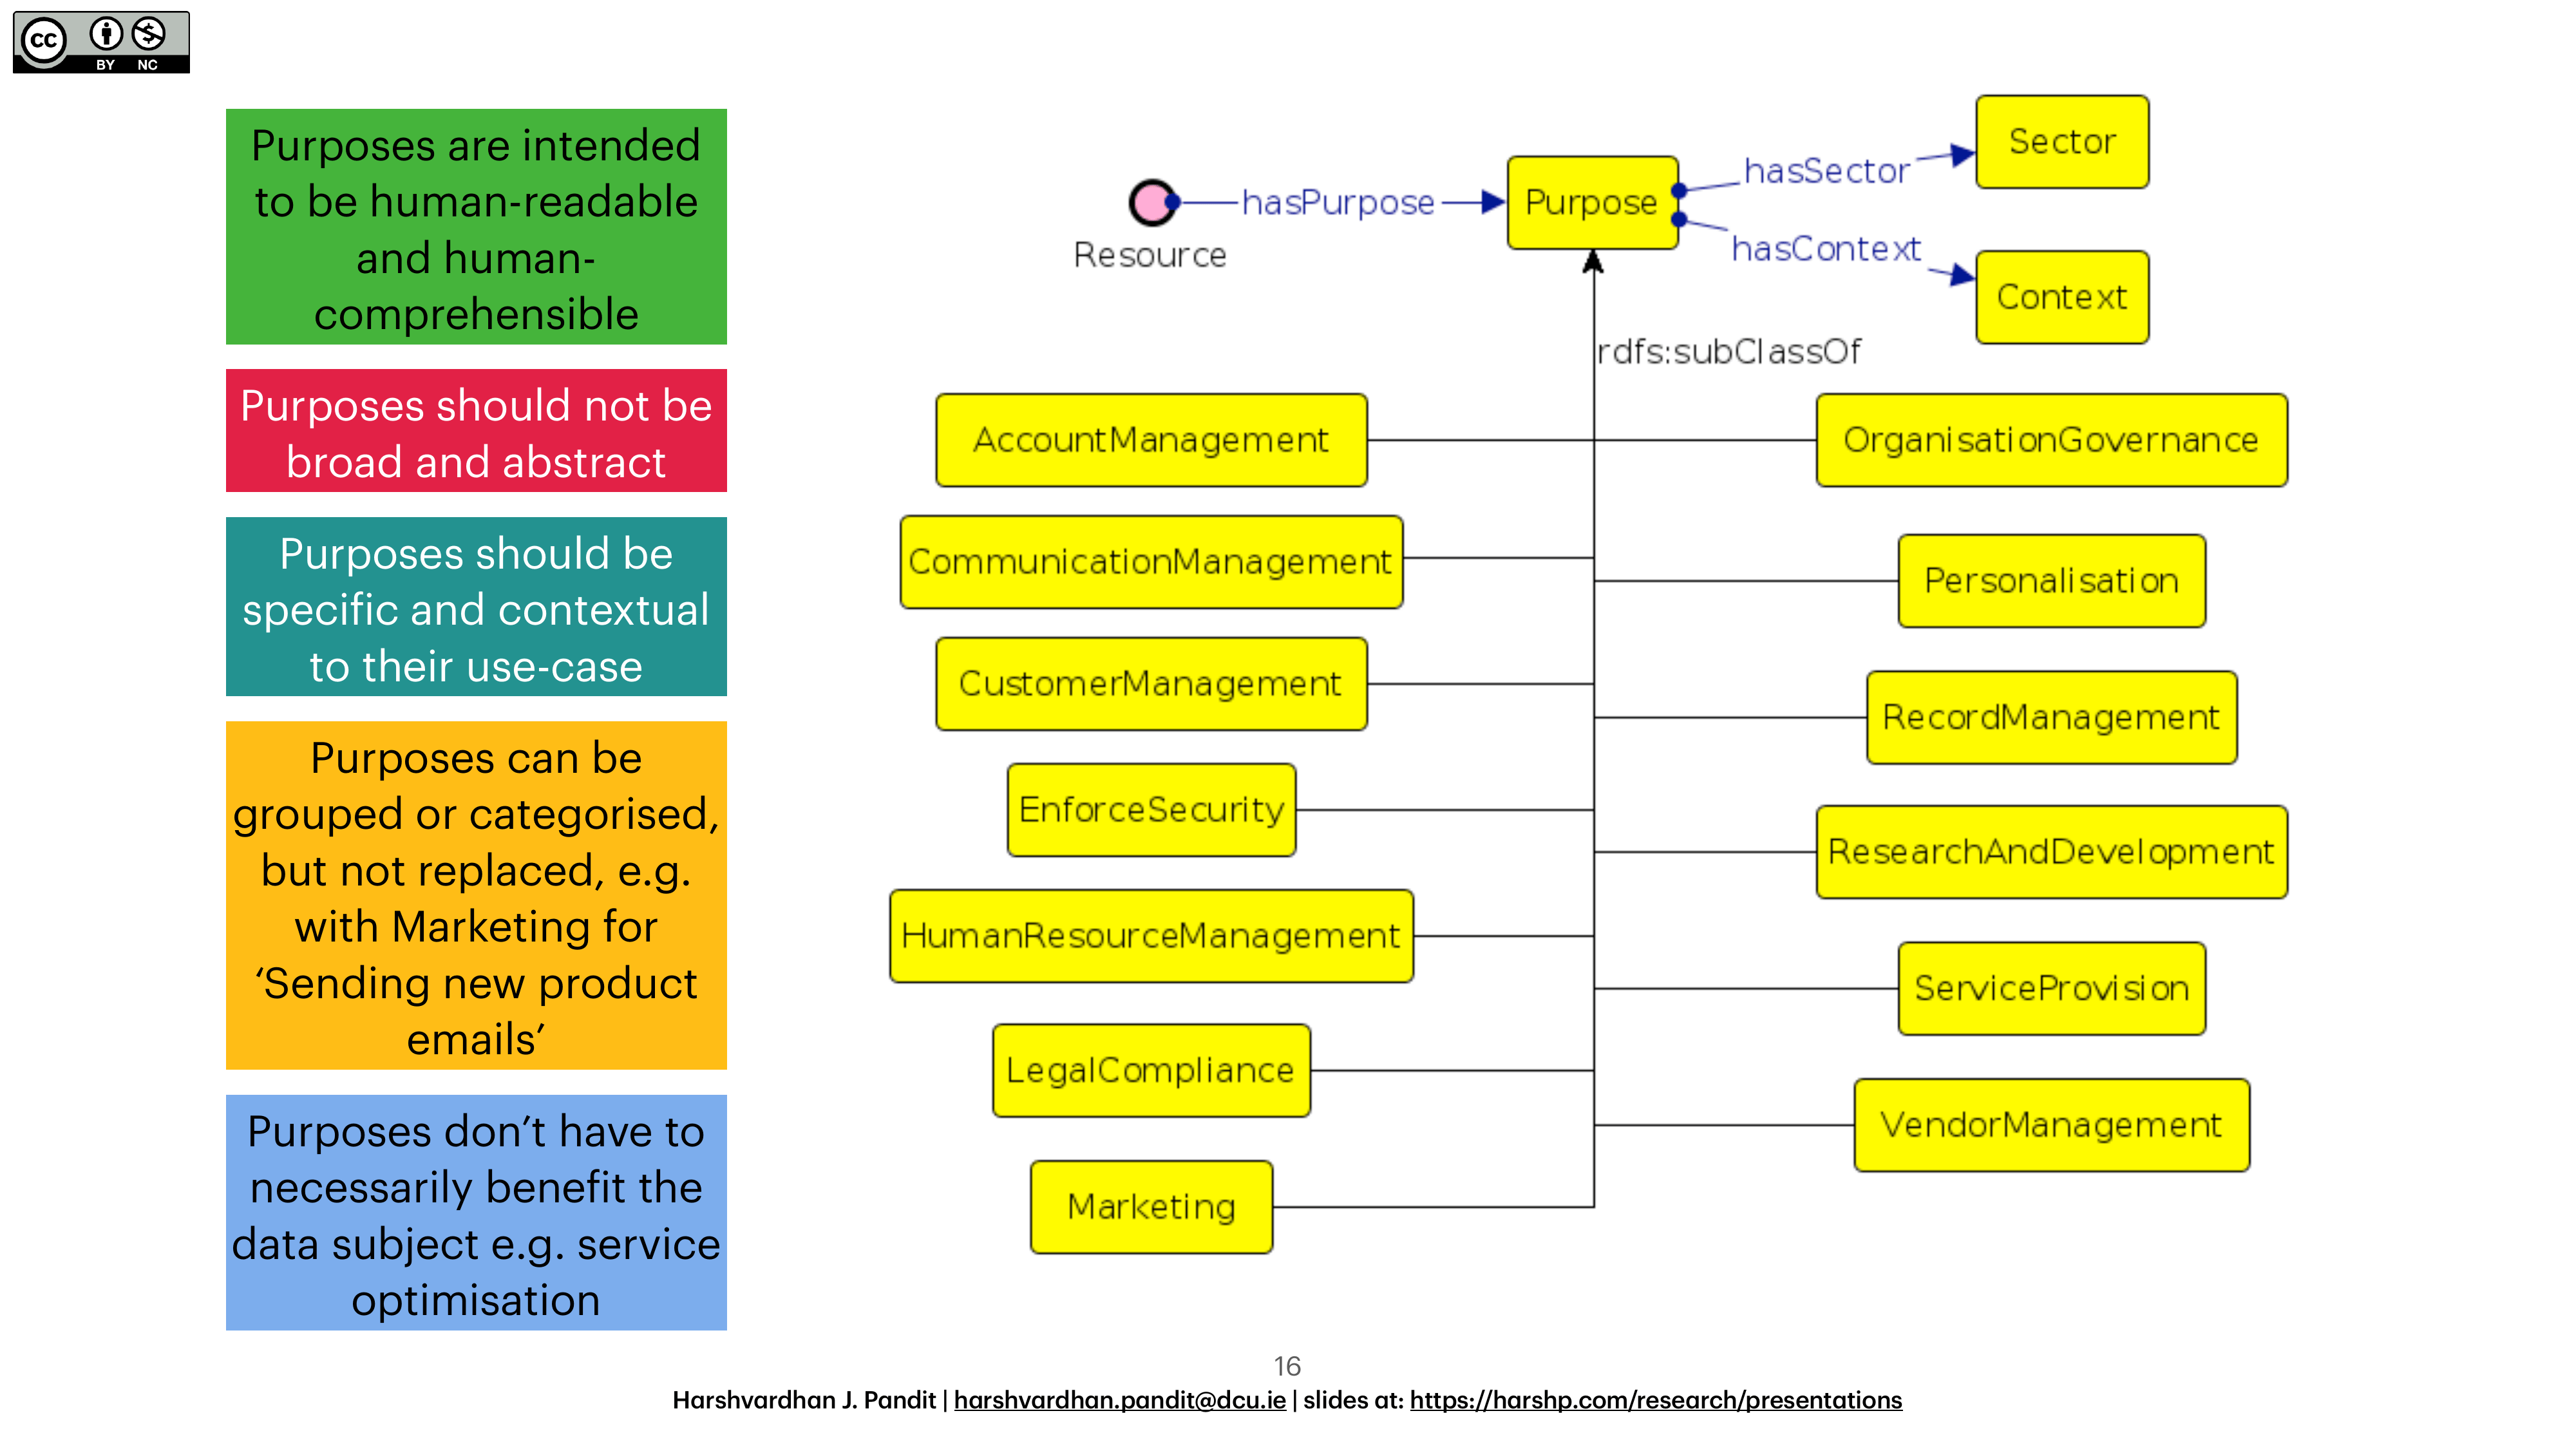 cc
BY NC
Purposes are intended
to be human-readable
and human-
comprehensible
Purposes should not be
broad and abstract
Purposes should be
specific and contextual
to their use-case
Purposes can be
grouped or categorised,
but not replaced, e.g.
with Marketing for
‘Sending new product
emails’
Purposes don’t have to
necessarily benefit the
data subject e.g. service
optimisation
Resource
hasPurpose
Purpose
hasSector
Sector
hasContext
Context
rdfs:subClassOf
AccountManagement
CommunicationManagement
CustomerManagement
EnforceSecurity
HumanResourceManagement
LegalCompliance
Marketing
OrganisationGovernance
Personalisation
RecordManagement
ResearchAndDevelopment
ServiceProvision
VendorManagement
16
Harshvardhan J. Pandit | harshvardhan.pandit@dcu.ie | slides at: https://harshp.com/research/presentations